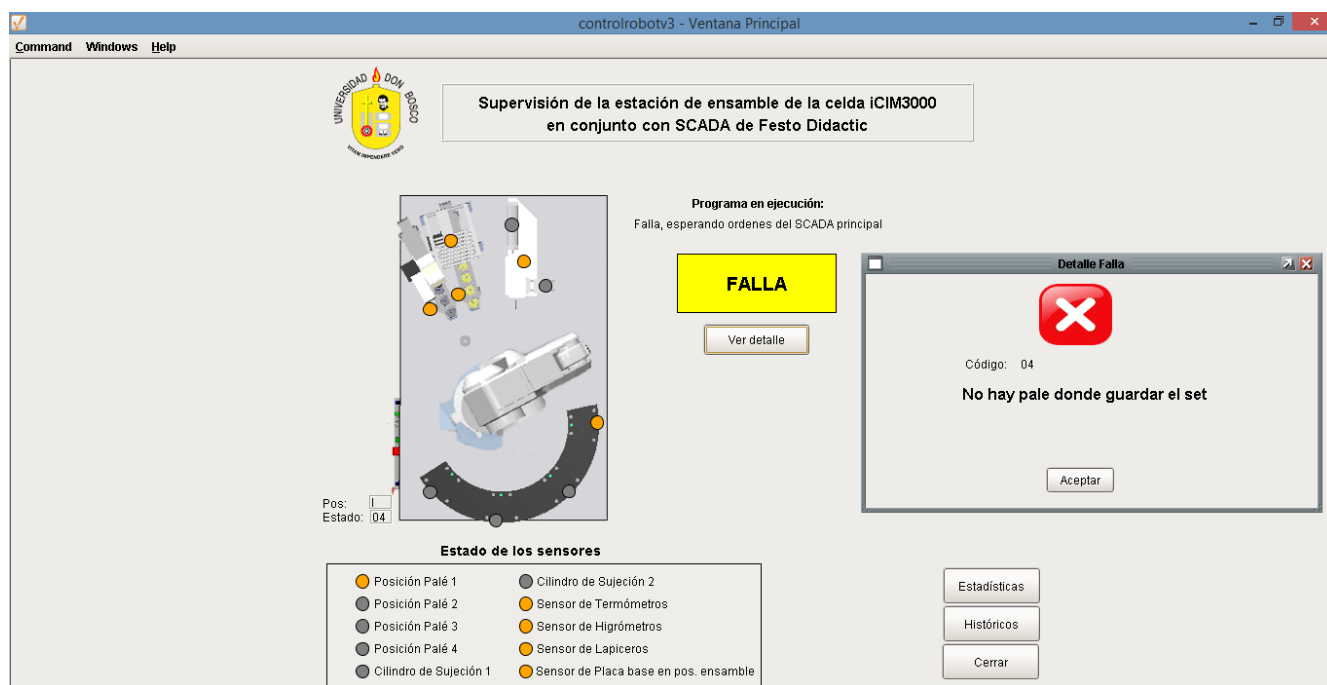 controlrobotv3 - Ventana Principal
Command Windows Help
UNIVERSIDAD DON BOSCO
Supervisión de la estación de ensamble de la celda iCIM3000
en conjunto con SCADA de Festo Didactic
Programa en ejecución:
Falla, esperando ordenes del SCADA principal
FALLA
Ver detalle
Detalle Falla
Código: 04
No hay pale donde guardar el set
Aceptar
Pos: I
Estado: 04
Estado de los sensores
Posición Palé 1
Posición Palé 2
Posición Palé 3
Posición Palé 4
Cilindro de Sujeción 1
Cilindro de Sujeción 2
Sensor de Termómetros
Sensor de Higrómetros
Sensor de Lapiceros
Sensor de Placa base en pos. ensamble
Estadísticas
Históricos
Cerrar